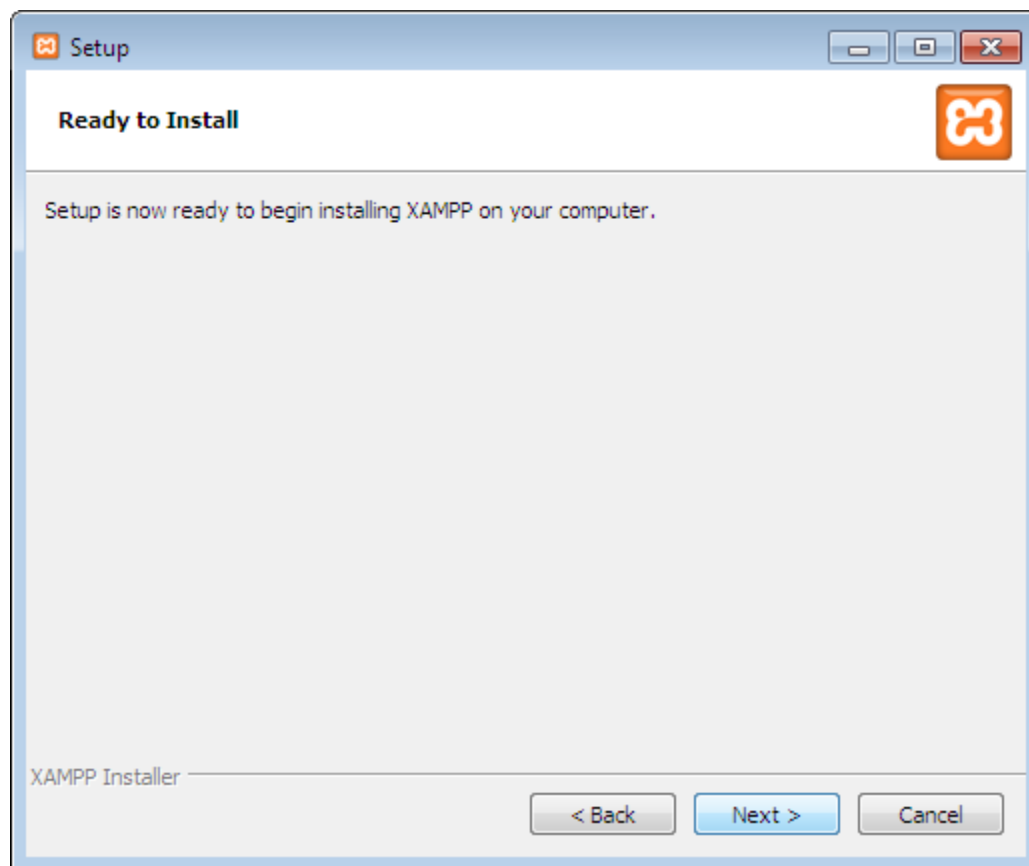 Setup
Ready to Install
Setup is now ready to begin installing XAMPP on your computer.
XAMPP Installer
< Back Next > Cancel